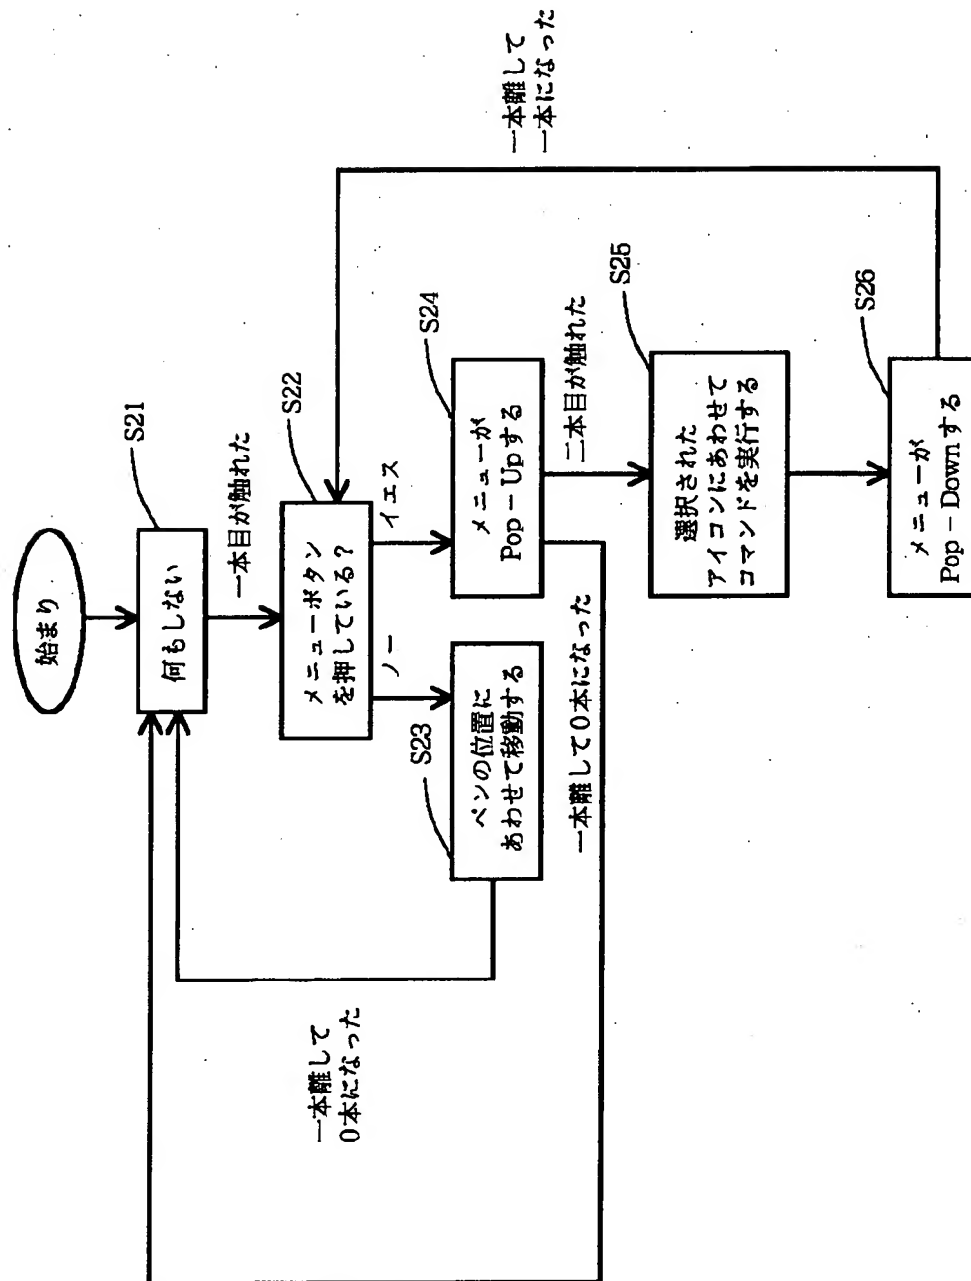 始まり
S21
何もしない
一本目が触れた
S22
メニューボタン
を押している？
イエス
ノー
S23
ペンの位置に
あわせて移動する
S24
メニューが
Pop－Upする
一本離して
0本になった
一本離して0本になった
二本目が触れた
S25
選択された
アイコンにあわせて
コマンドを実行する
S26
メニューが
Pop－Downする
一本離して
一本になった